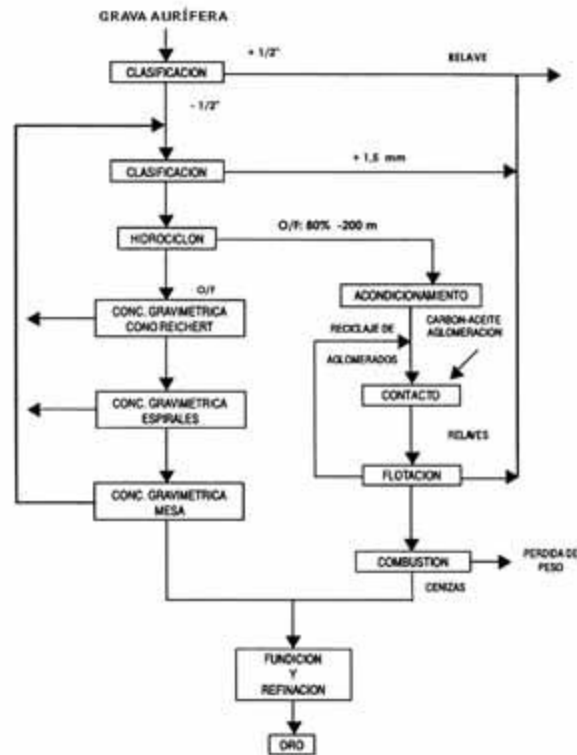 GRAVA AURÍFERA
+ 1/2"
RELAVE
CLASIFICACION
- 1/2"
+ 1,5 mm
CLASIFICACION
O/F: 80% -200 m
HIDROCICLON
O/F
ACONDICIONAMIENTO
CONC. GRAVIMETRICA
CONO REICHERT
RECICLAJE DE
AGLOMERADOS
CARBON-ACEITE
AGLOMERACION
CONTACTO
CONC. GRAVIMETRICA
ESPIRALES
RELAVES
FLOTACION
CONC. GRAVIMETRICA
MESA
COMBUSTION
PERDIDA DE
PESO
CENIZAS
FUNDICION
Y
REFINACION
ORO